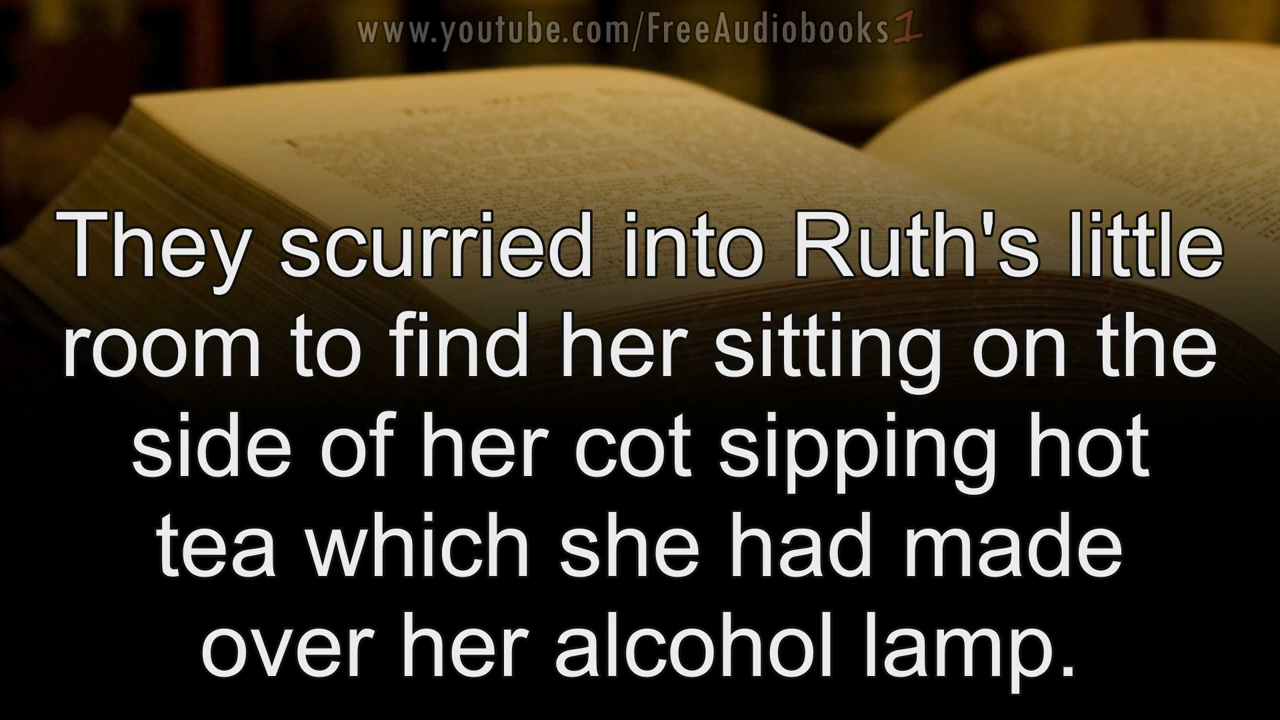 www.youtube.com/FreeAudiobooks1
They scurried into Ruth's little
room to find her sitting on the
side of her cot sipping hot
tea which she had made
over her alcohol lamp.